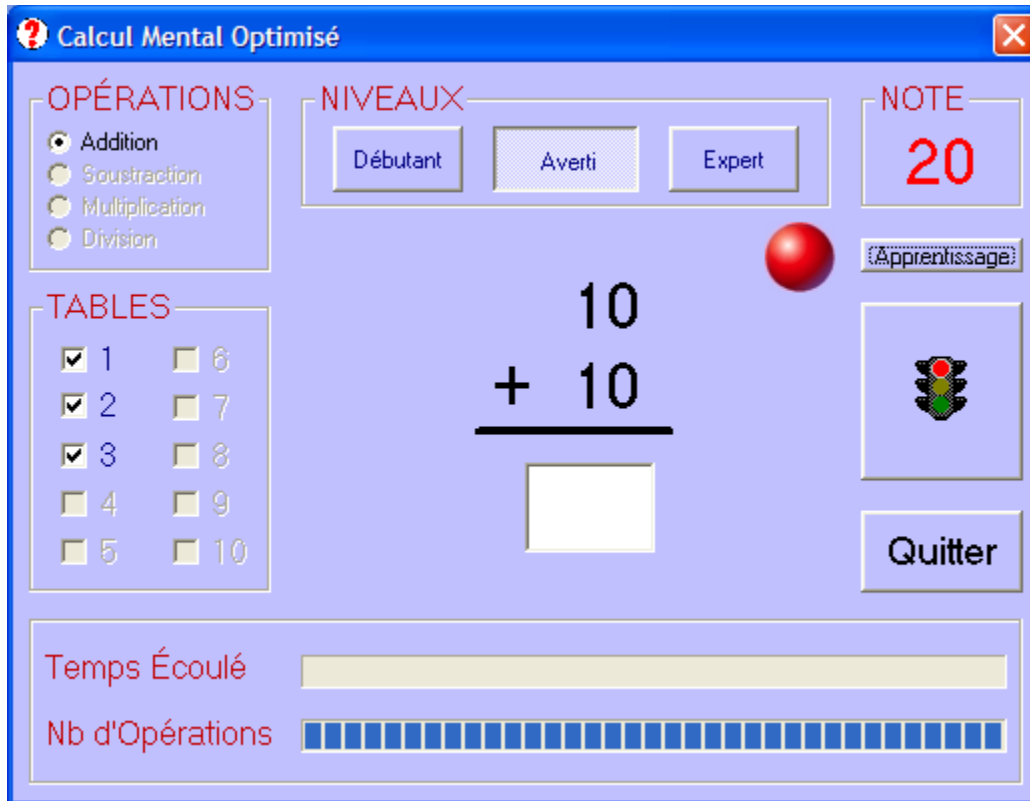 Calcul Mental Optimisé
OPÉRATIONS
Addition
Soustraction
Multiplication
Division
NIVEAUX
Débutant Averti Expert
NOTE
20
Apprentissage
TABLES
1 6
2 7
3 8
4 9
5 10
10
+ 10
Quitter
Temps Écoulé
Nb d'Opérations